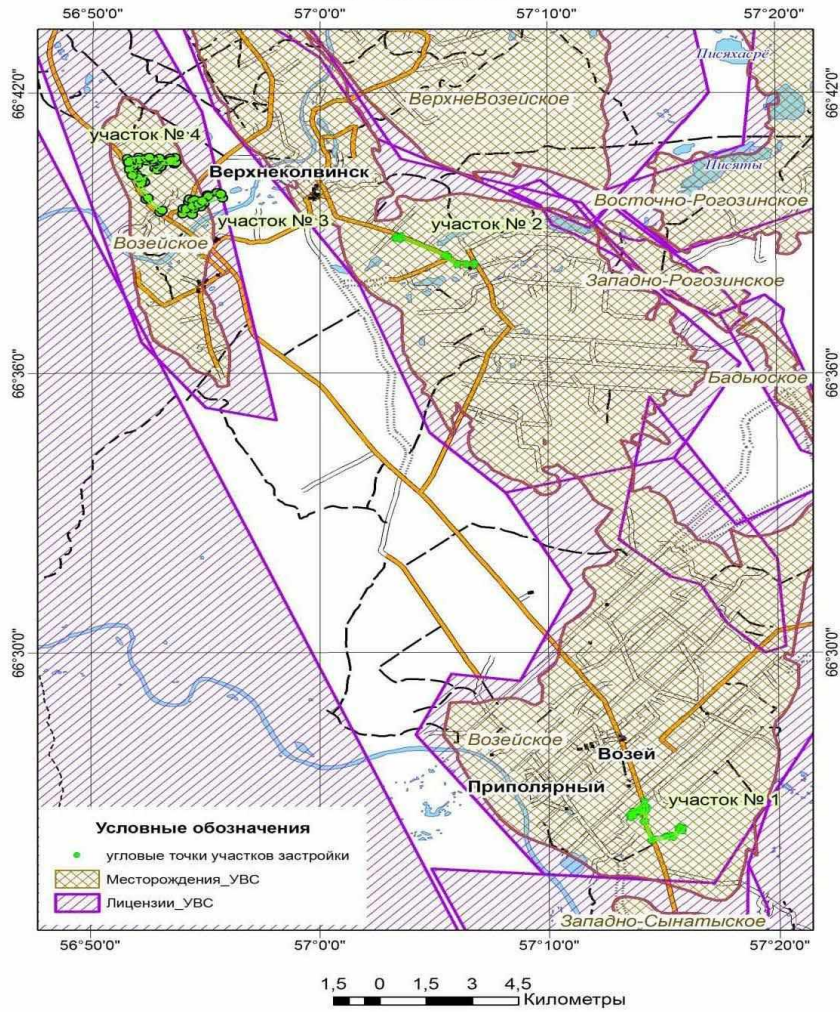 56°50'0"
57°0'0"
57°10'0"
57°20'0"
66°42'0"
66°42'0"
Писяхасрё
ВерхнеВозейское
участок № 4
Писяты
Верхнеколвинск
Восточно-Рогозинское
участок № 3
участок № 2
Возейское
Западно-Рогозинское
66°36'0"
66°36'0"
Бадьюское
66°30'0"
66°30'0"
Возейское
Возей
Приполярный
участок № 1
Условные обозначения
угловые точки участков застройки
Месторождения_УВС
Лицензии_УВС
Западно-Сынатыское
56°50'0"
57°0'0"
57°10'0"
57°20'0"
1,5 0 1,5 3 4,5
Километры